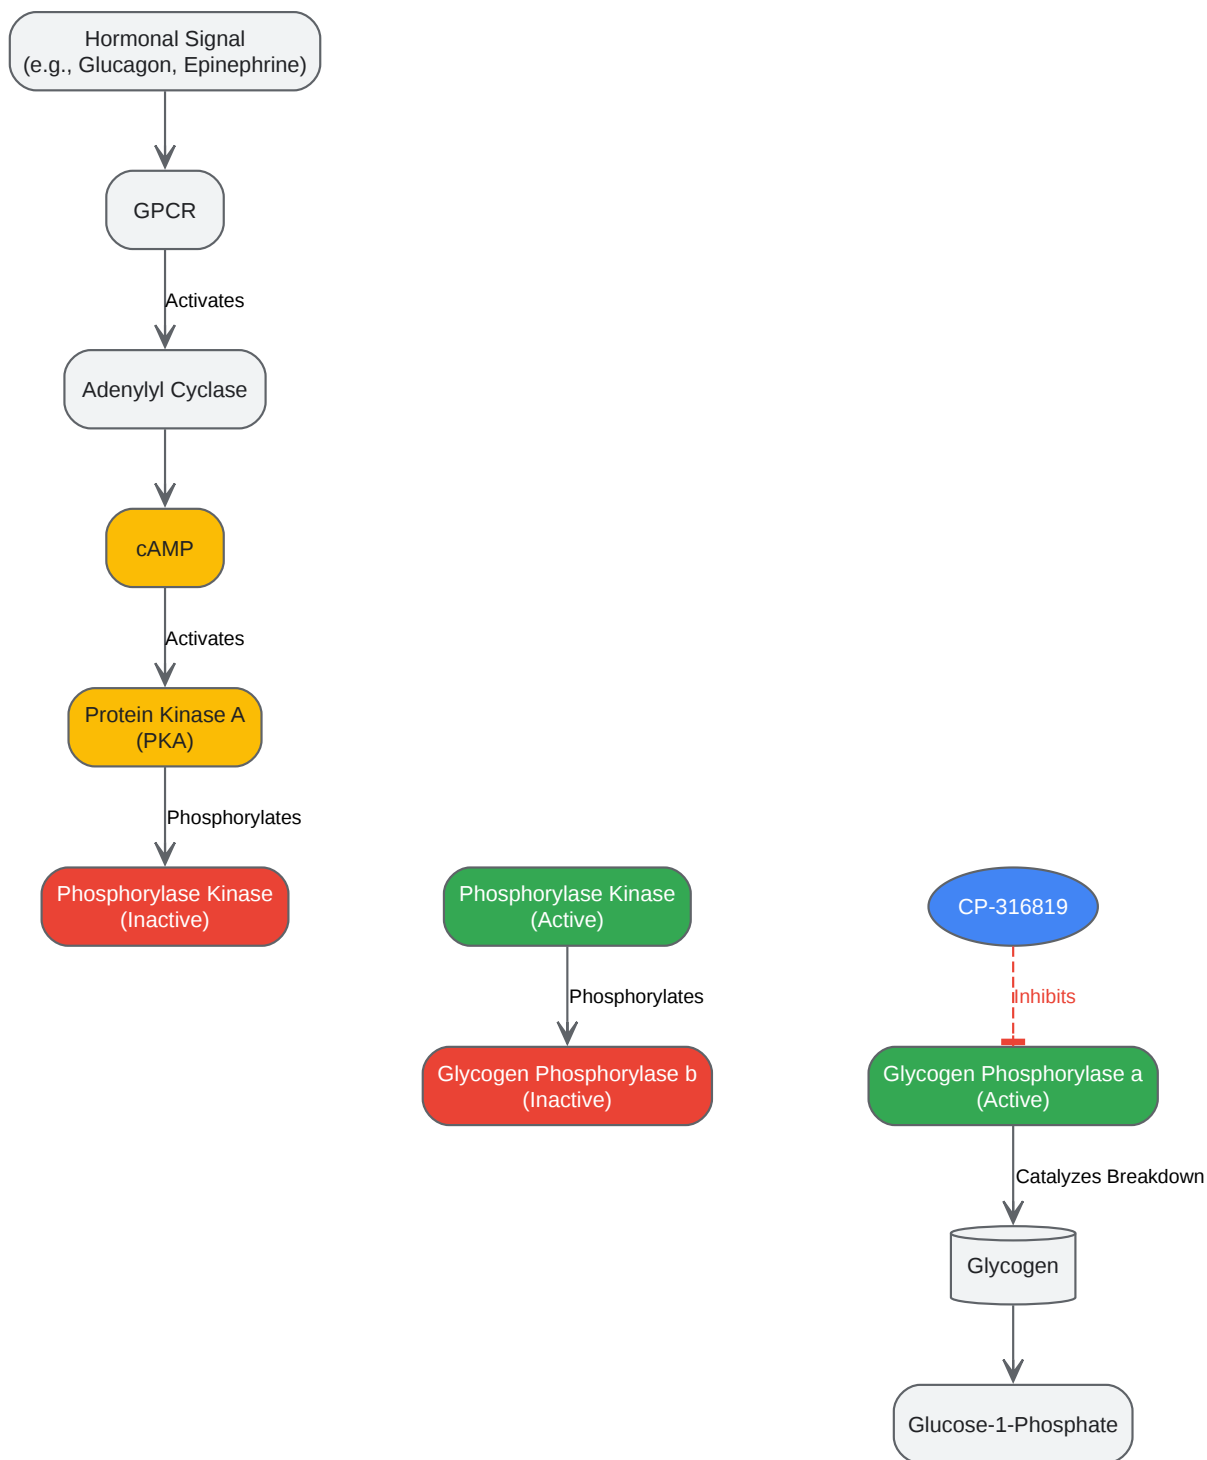 Hormonal Signal
(e.g., Glucagon, Epinephrine)
GPCR
Activates
Adenylyl Cyclase
cAMP
Activates
Protein Kinase A
(PKA)
Phosphorylates
Phosphorylase Kinase
(Inactive)
Phosphorylase Kinase
(Active)
Phosphorylates
Glycogen Phosphorylase b
(Inactive)
CP-316819
Inhibits
Glycogen Phosphorylase a
(Active)
Catalyzes Breakdown
Glycogen
Glucose-1-Phosphate